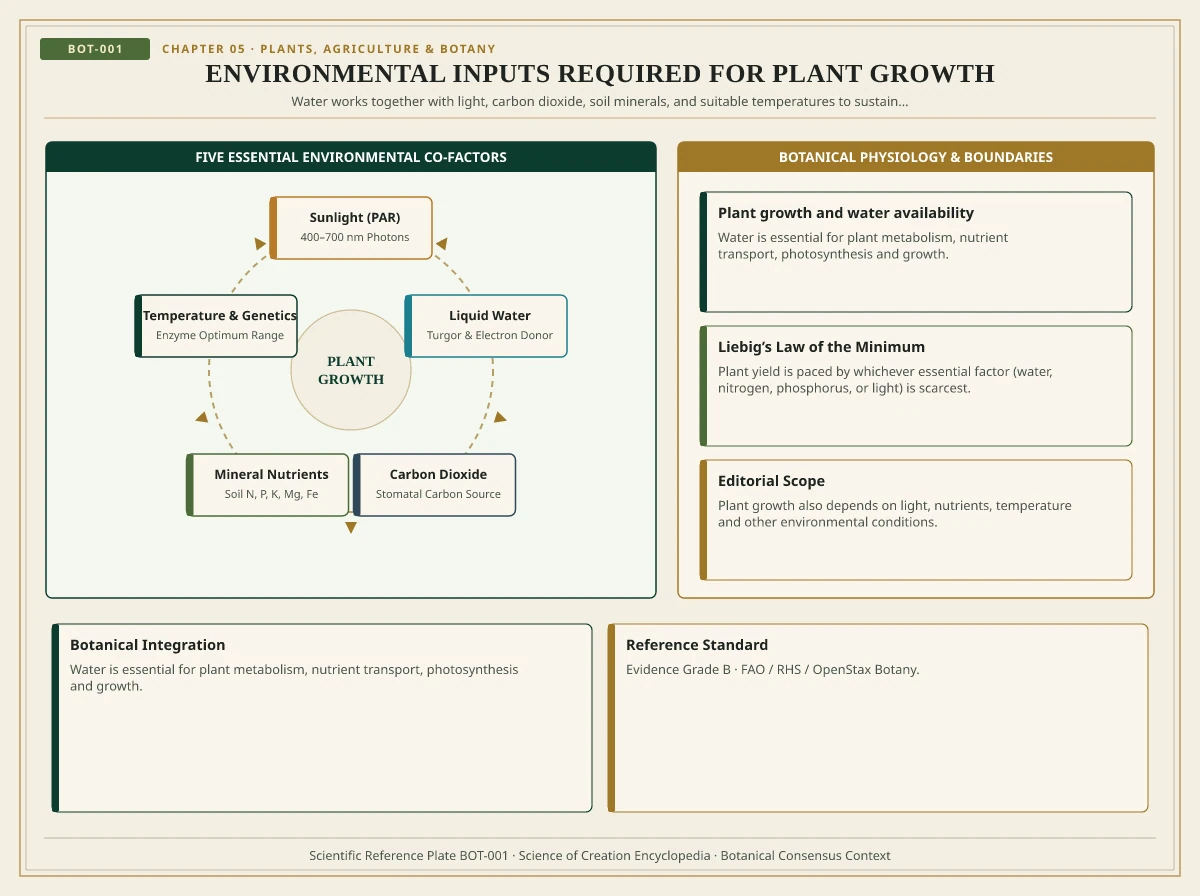 BOT-001
CHAPTER 05 · PLANTS, AGRICULTURE & BOTANY
ENVIRONMENTAL INPUTS REQUIRED FOR PLANT GROWTH
Water works together with light, carbon dioxide, soil minerals, and suitable temperatures to sustain...
FIVE ESSENTIAL ENVIRONMENTAL CO-FACTORS
Sunlight (PAR)
400–700 nm Photons
Temperature & Genetics
Enzyme Optimum Range
Liquid Water
Turgor & Electron Donor
PLANT
GROWTH
Mineral Nutrients
Soil N, P, K, Mg, Fe
Carbon Dioxide
Stomatal Carbon Source
BOTANICAL PHYSIOLOGY & BOUNDARIES
Plant growth and water availability
Water is essential for plant metabolism, nutrient
transport, photosynthesis and growth.
Liebig’s Law of the Minimum
Plant yield is paced by whichever essential factor (water,
nitrogen, phosphorus, or light) is scarcest.
Editorial Scope
Plant growth also depends on light, nutrients, temperature
and other environmental conditions.
Botanical Integration
Water is essential for plant metabolism, nutrient transport, photosynthesis
and growth.
Reference Standard
Evidence Grade B · FAO / RHS / OpenStax Botany.
Scientific Reference Plate BOT-001 · Science of Creation Encyclopedia · Botanical Consensus Context